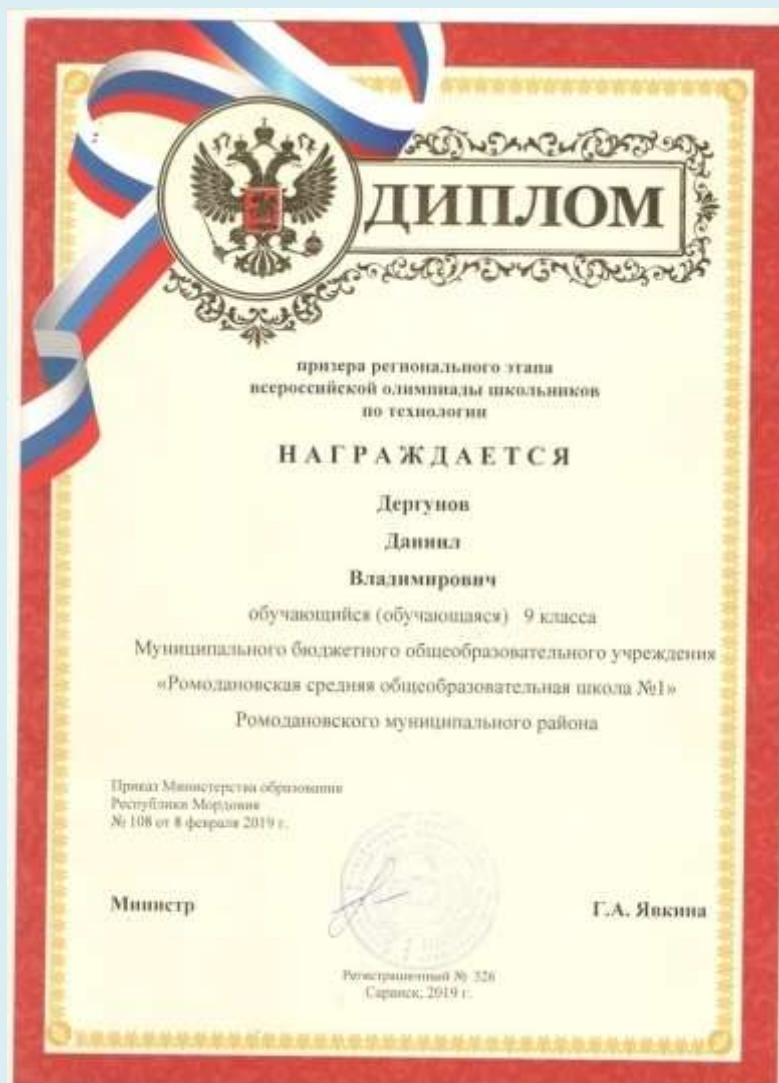 ДИПЛОМ
призера регионального этапа
всероссийской олимпиады школьников
по технологии
НАГРАЖДАЕТСЯ
Дергунов
Даниил
Владимирович
обучающийся (обучающаяся) 9 класса
Муниципального бюджетного общеобразовательного учреждения
«Ромодановская средняя общеобразовательная школа №1»
Ромодановского муниципального района
Приказ Министерства образования
Республики Мордовия
№ 108 от 8 февраля 2019 г.
Министр
Г.А. Явкина
Регистрационный № 326
Саранск, 2019 г.